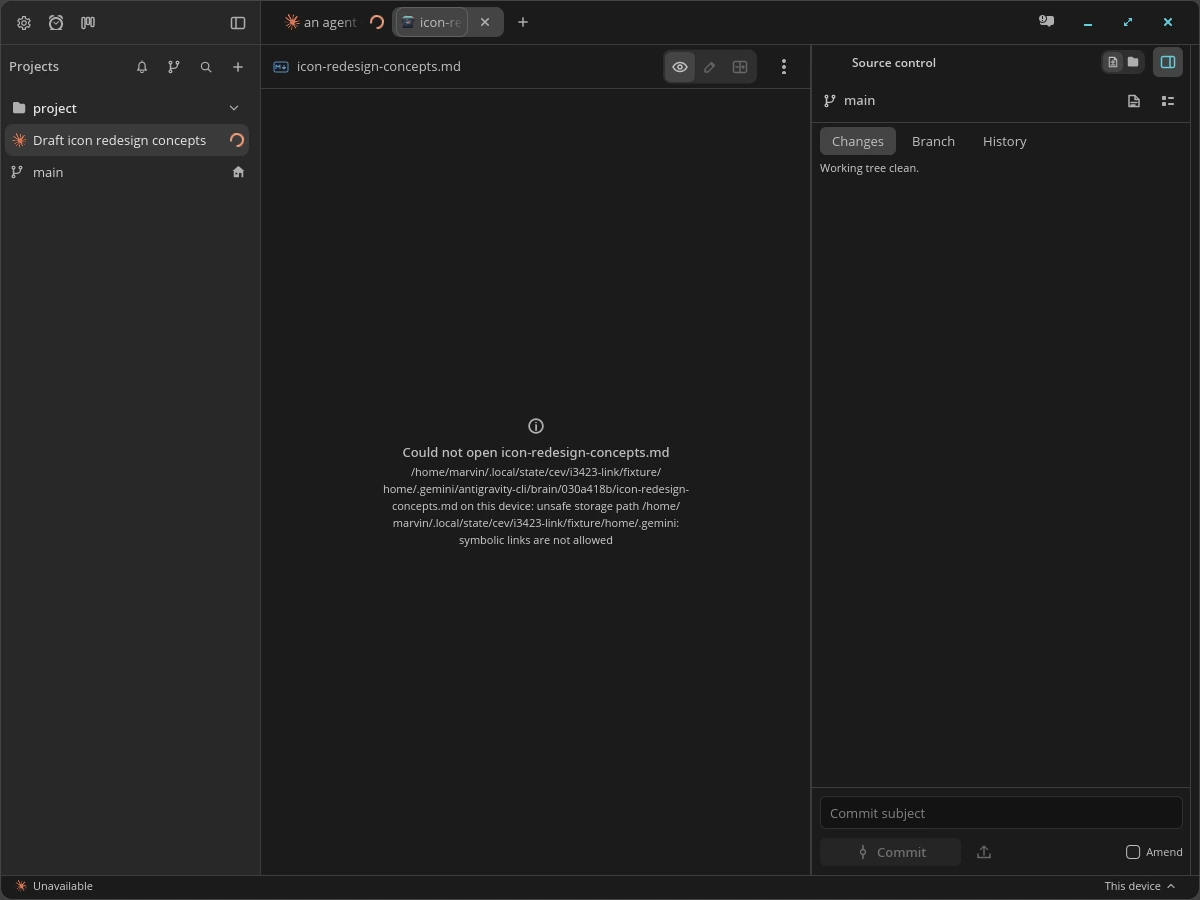 an agent
icon-re
Projects
project
Draft icon redesign concepts
main
icon-redesign-concepts.md
Could not open icon-redesign-concepts.md
/home/marvin/.local/state/cev/i3423-link/fixture/
home/.gemini/antigravity-cli/brain/030a418b/icon-redesign-
concepts.md on this device: unsafe storage path /home/
marvin/.local/state/cev/i3423-link/fixture/home/.gemini:
symbolic links are not allowed
Source control
main
Changes
Branch
History
Working tree clean.
Commit subject
Commit
Amend
Unavailable
This device